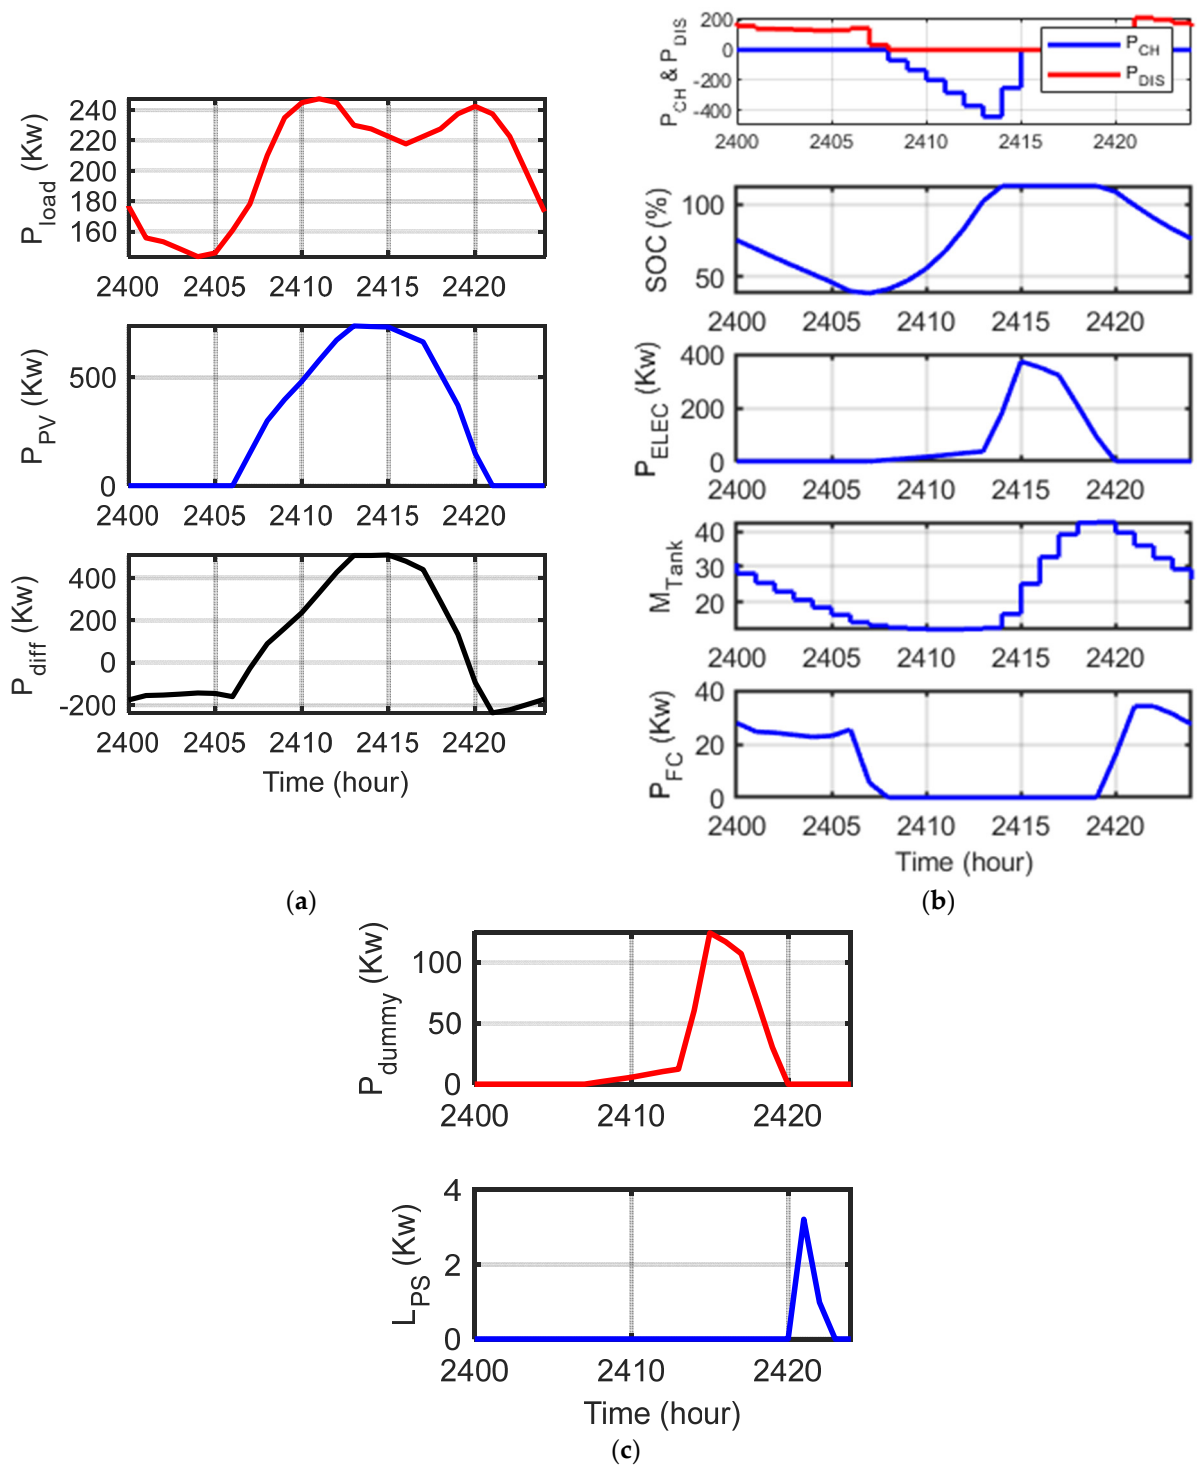 240
220
200
180
160
P_load (Kw)
2400 2405 2410 2415 2420
500
0
P_PV (Kw)
2400 2405 2410 2415 2420
400
200
0
-200
P_diff (Kw)
2400 2405 2410 2415 2420
Time (hour)
(a)
200
0
-200
-400
P_CH & P_DIS
P_CH
P_DIS
2400 2405 2410 2415 2420
100
50
SOC (%)
2400 2405 2410 2415 2420
400
200
0
P_ELEC (Kw)
2400 2405 2410 2415 2420
40
30
20
M_Tank
2400 2405 2410 2415 2420
40
20
0
P_FC (Kw)
2400 2405 2410 2415 2420
Time (hour)
(b)
100
50
0
P_dummy (Kw)
2400 2410 2420
4
2
0
L_PS (Kw)
2400 2410 2420
Time (hour)
(c)